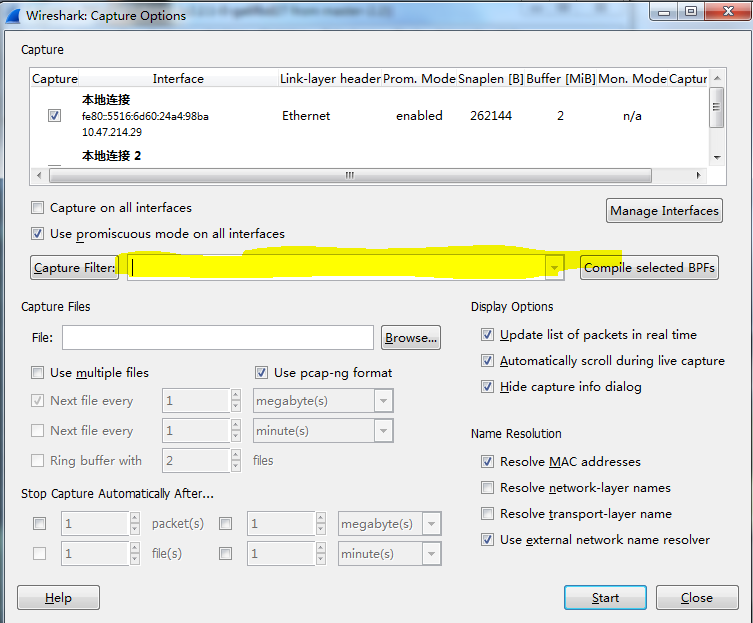 Wireshark: Capture Options
Capture
Capture Interface Link-layer header Prom. Mode Snaplen [B] Buffer [MiB] Mon. Mode Captur
本地连接
fe80:5516:6d60:24a4:98ba Ethernet enabled 262144 2 n/a
10.47.214.29
本地连接 2
Capture on all interfaces
Manage Interfaces
Use promiscuous mode on all interfaces
Capture Filter: Compile selected BPFs
Capture Files
File: Browse...
Use multiple files Use pcap-ng format
Next file every 1 megabyte(s)
Next file every 1 minute(s)
Ring buffer with 2 files
Stop Capture Automatically After...
1 packet(s) 1 megabyte(s)
1 file(s) 1 minute(s)
Display Options
Update list of packets in real time
Automatically scroll during live capture
Hide capture info dialog
Name Resolution
Resolve MAC addresses
Resolve network-layer names
Resolve transport-layer name
Use external network name resolver
Help Start Close